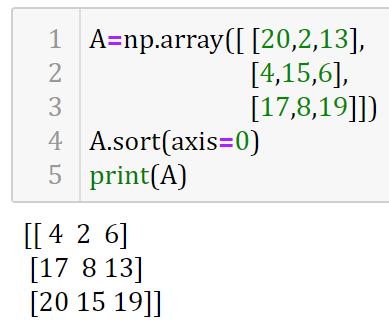 1 A=np.array([ [20,2,13],
2 [4,15,6],
3 [17,8,19]])
4 A.sort(axis=0)
5 print(A)
[[ 4 2 6]
[17 8 13]
[20 15 19]]